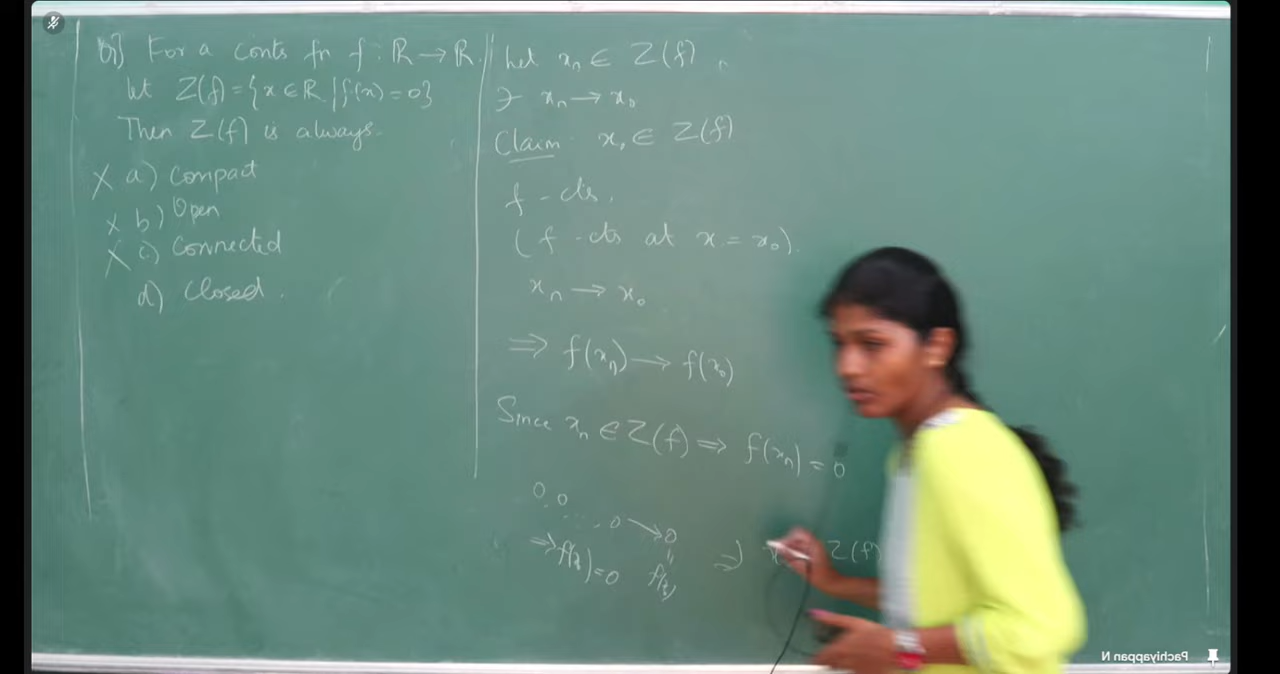 For a conts fn f : ℝ → ℝ.
let Z(f) = {x ∈ ℝ | f(x) = 0}
Then Z(f) is always.
X a) Compact
X b) Open
X c) Connected
d) Closed.
Let xₙ ∈ Z(f),
∋ xₙ → x₀
Claim: x₀ ∈ Z(f)
f - cts.
(f - cts at x = x₀).
xₙ → x₀
⇒ f(xₙ) → f(x₀)
Since xₙ ∈ Z(f) ⇒ f(xₙ) = 0
0, 0
... 0 → 0
⇒ f(x₀) = 0
"
f(x₀)
⇒ Z(f)
Pachiyappan N